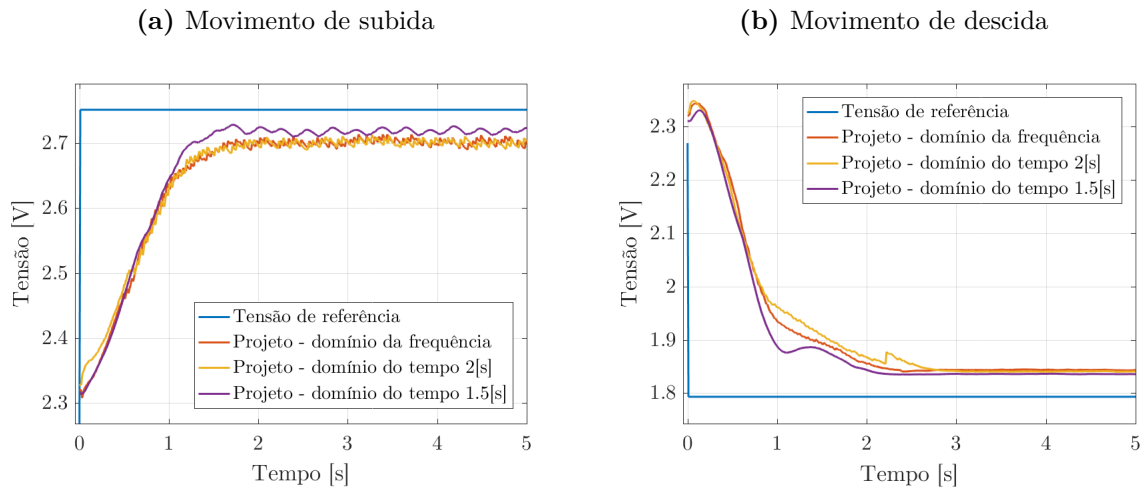 (a) Movimento de subida
(b) Movimento de descida
Tensão [V]
2.7
2.6
2.5
2.4
2.3
0 1 2 3 4 5
Tempo [s]
Tensão de referência
Projeto - domínio da frequência
Projeto - domínio do tempo 2[s]
Projeto - domínio do tempo 1.5[s]
Tensão [V]
2.3
2.2
2.1
2
1.9
1.8
0 1 2 3 4 5
Tempo [s]
Tensão de referência
Projeto - domínio da frequência
Projeto - domínio do tempo 2[s]
Projeto - domínio do tempo 1.5[s]